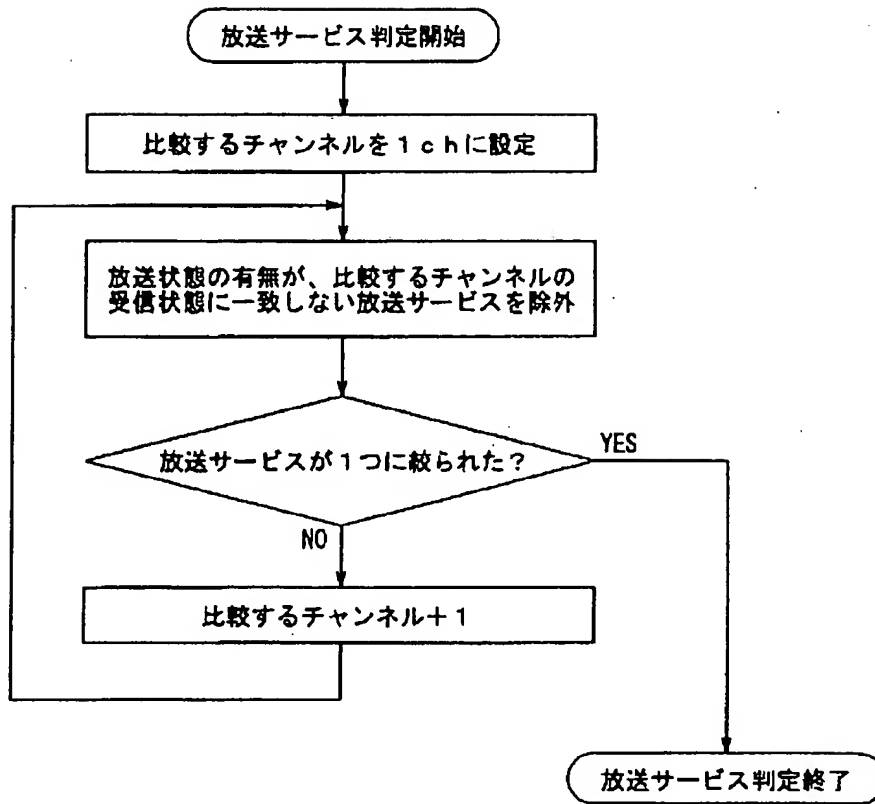 放送サービス判定開始
比較するチャンネルを1chに設定
放送状態の有無が、比較するチャンネルの
受信状態に一致しない放送サービスを除外
放送サービスが1つに絞られた?
YES
NO
比較するチャンネル+1
放送サービス判定終了